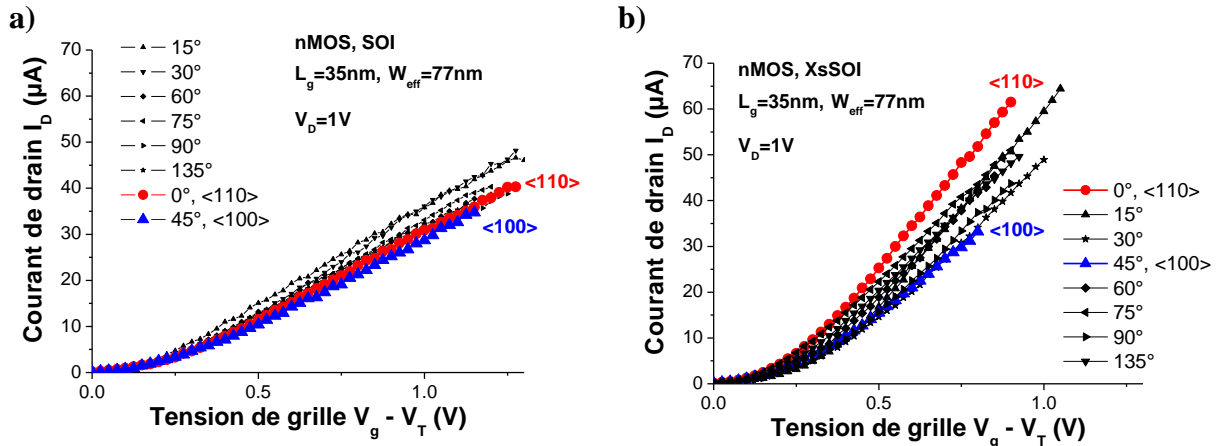 a)
Courant de drain I_D (µA)
70
60
50
40
30
20
10
0
15°
30°
60°
75°
90°
135°
0°, <110>
45°, <100>
nMOS, SOI
L_g=35nm, W_eff=77nm
V_D=1V
<110>
<100>
0.0 0.5 1.0
Tension de grille V_g - V_T (V)
b)
Courant de drain I_D (µA)
70
60
50
40
30
20
10
0
nMOS, XsSOI
L_g=35nm, W_eff=77nm
V_D=1V
<110>
<100>
0°, <110>
15°
30°
45°, <100>
60°
75°
90°
135°
0.0 0.5 1.0
Tension de grille V_g - V_T (V)